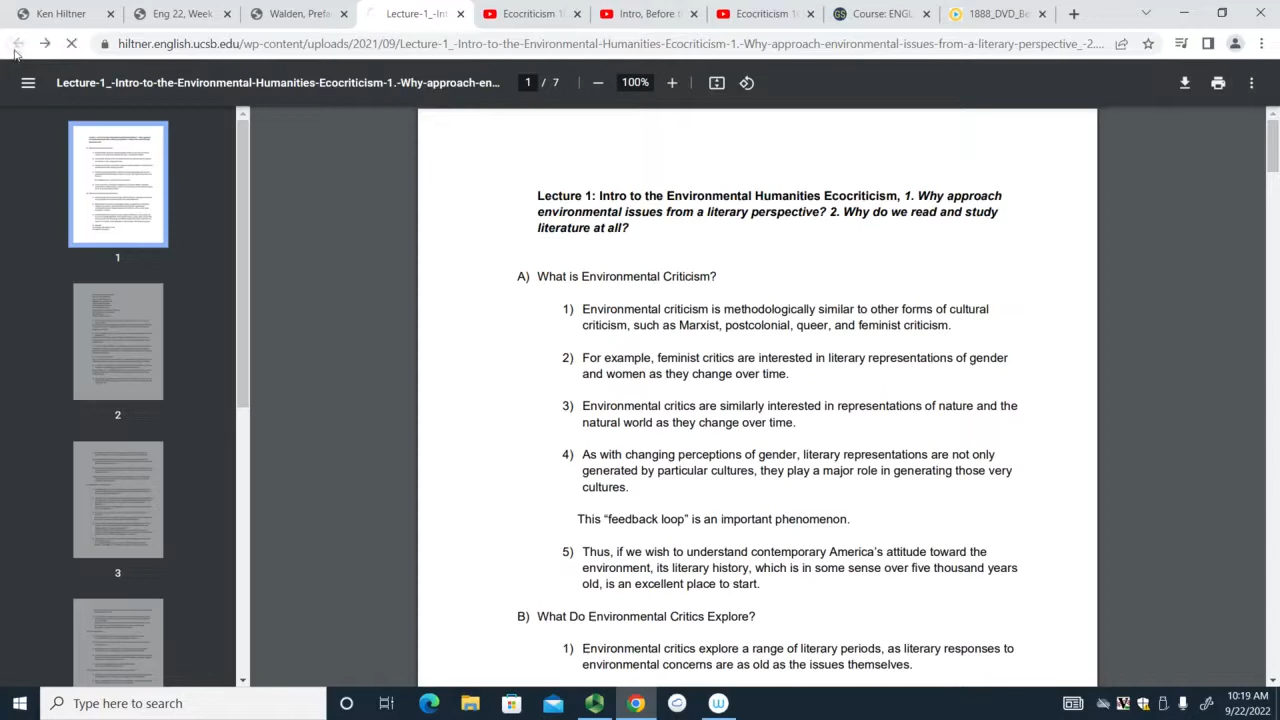 Ken Hilner
Eng 22, Week
Walden, Prefa
Lecture-1_-Int
Ecocriticism 1
Intro, Before t
Ecocriticism 1
Course: ENGL
1888_DVD_Be
hiltner.english.ucsb.edu/wp-content/uploads/2021/09/Lecture-1_-Intro-to-the-Environmental-Humanities-Ecocriticism-1.-Why-approach-environmental-issues-from-a-literary-perspective_-2...
Lecture-1_-Intro-to-the-Environmental-Humanities-Ecocriticism-1.-Why-approach-en...
1 / 7
100%
Lecture 1: Intro to the Environmental Humanities Ecocriticism, 1. Why approach
environmental issues from a literary perspective? 2. Why do we read and study
literature at all?
A) What is Environmental Criticism?
1) Environmental criticism is methodologically similar to other forms of cultural
criticism, such as Marxist, postcolonial, queer, and feminist criticism.
2) For example, feminist critics are interested in literary representations of gender
and women as they change over time.
3) Environmental critics are similarly interested in representations of nature and the
natural world as they change over time.
4) As with changing perceptions of gender, literary representations are not only
generated by particular cultures, they play a major role in generating those very
cultures.
This “feedback loop” is an important phenomenon.
5) Thus, if we wish to understand contemporary America’s attitude toward the
environment, its literary history, which is in some sense over five thousand years
old, is an excellent place to start.
B) What Do Environmental Critics Explore?
1) Environmental critics explore a range of literary periods, as literary responses to
environmental concerns are as old as the issues themselves.
1
2
3
Type here to search
10:19 AM
9/22/2022